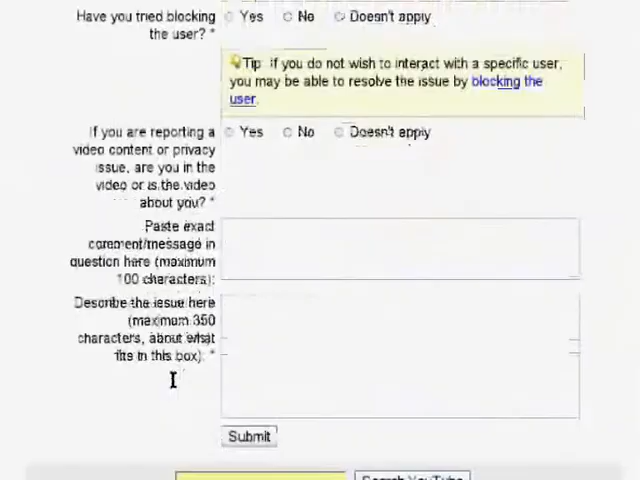 Have you tried blocking the user? *
Yes No Doesn't apply
Tip: if you do not wish to interact with a specific user,
you may be able to resolve the issue by blocking the
user.
If you are reporting a
video content or privacy
issue, are you in the
video or is the video
about you? *
Yes No Doesn't apply
Paste exact
comment/message in
question here (maximum
100 characters):
Describe the issue here
(maximum 350
characters, about what
fits in this box): *
Submit
Search YouTube